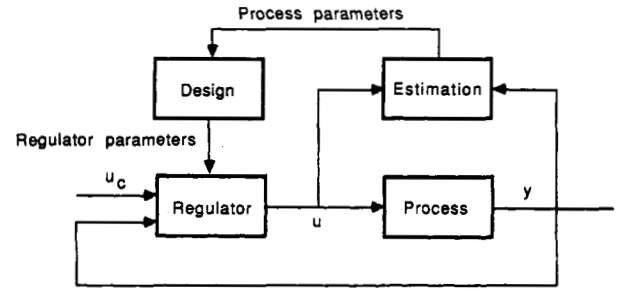 Process parameters
Design
Estimation
Regulator parameters
u_c
Regulator
u
Process
y